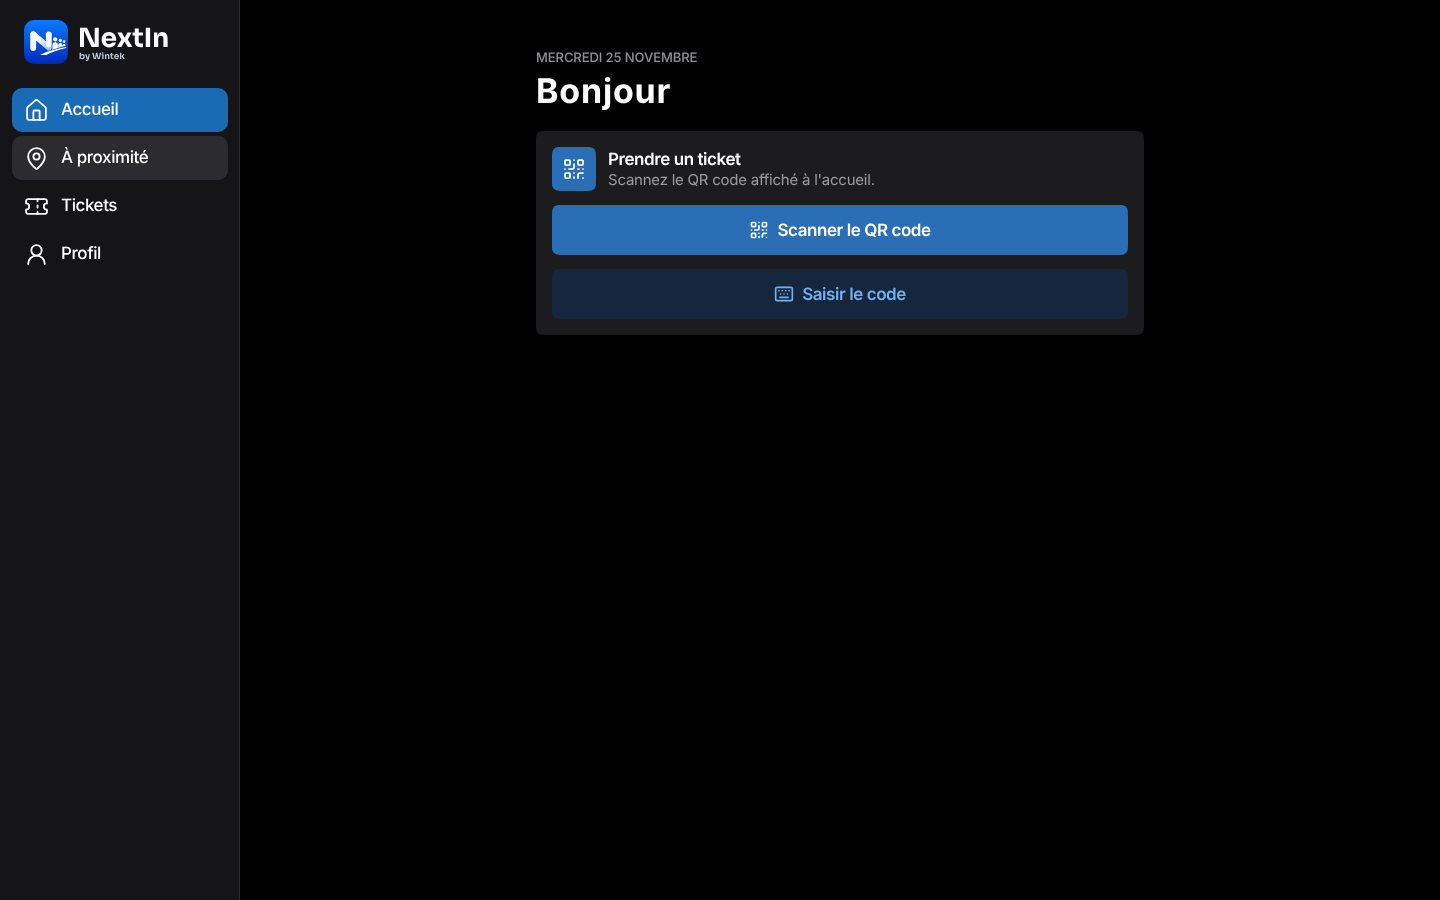 NextIn
by Wintek
Accueil
À proximité
Tickets
Profil
MERCREDI 25 NOVEMBRE
Bonjour
Prendre un ticket
Scannez le QR code affiché à l'accueil.
Scanner le QR code
Saisir le code